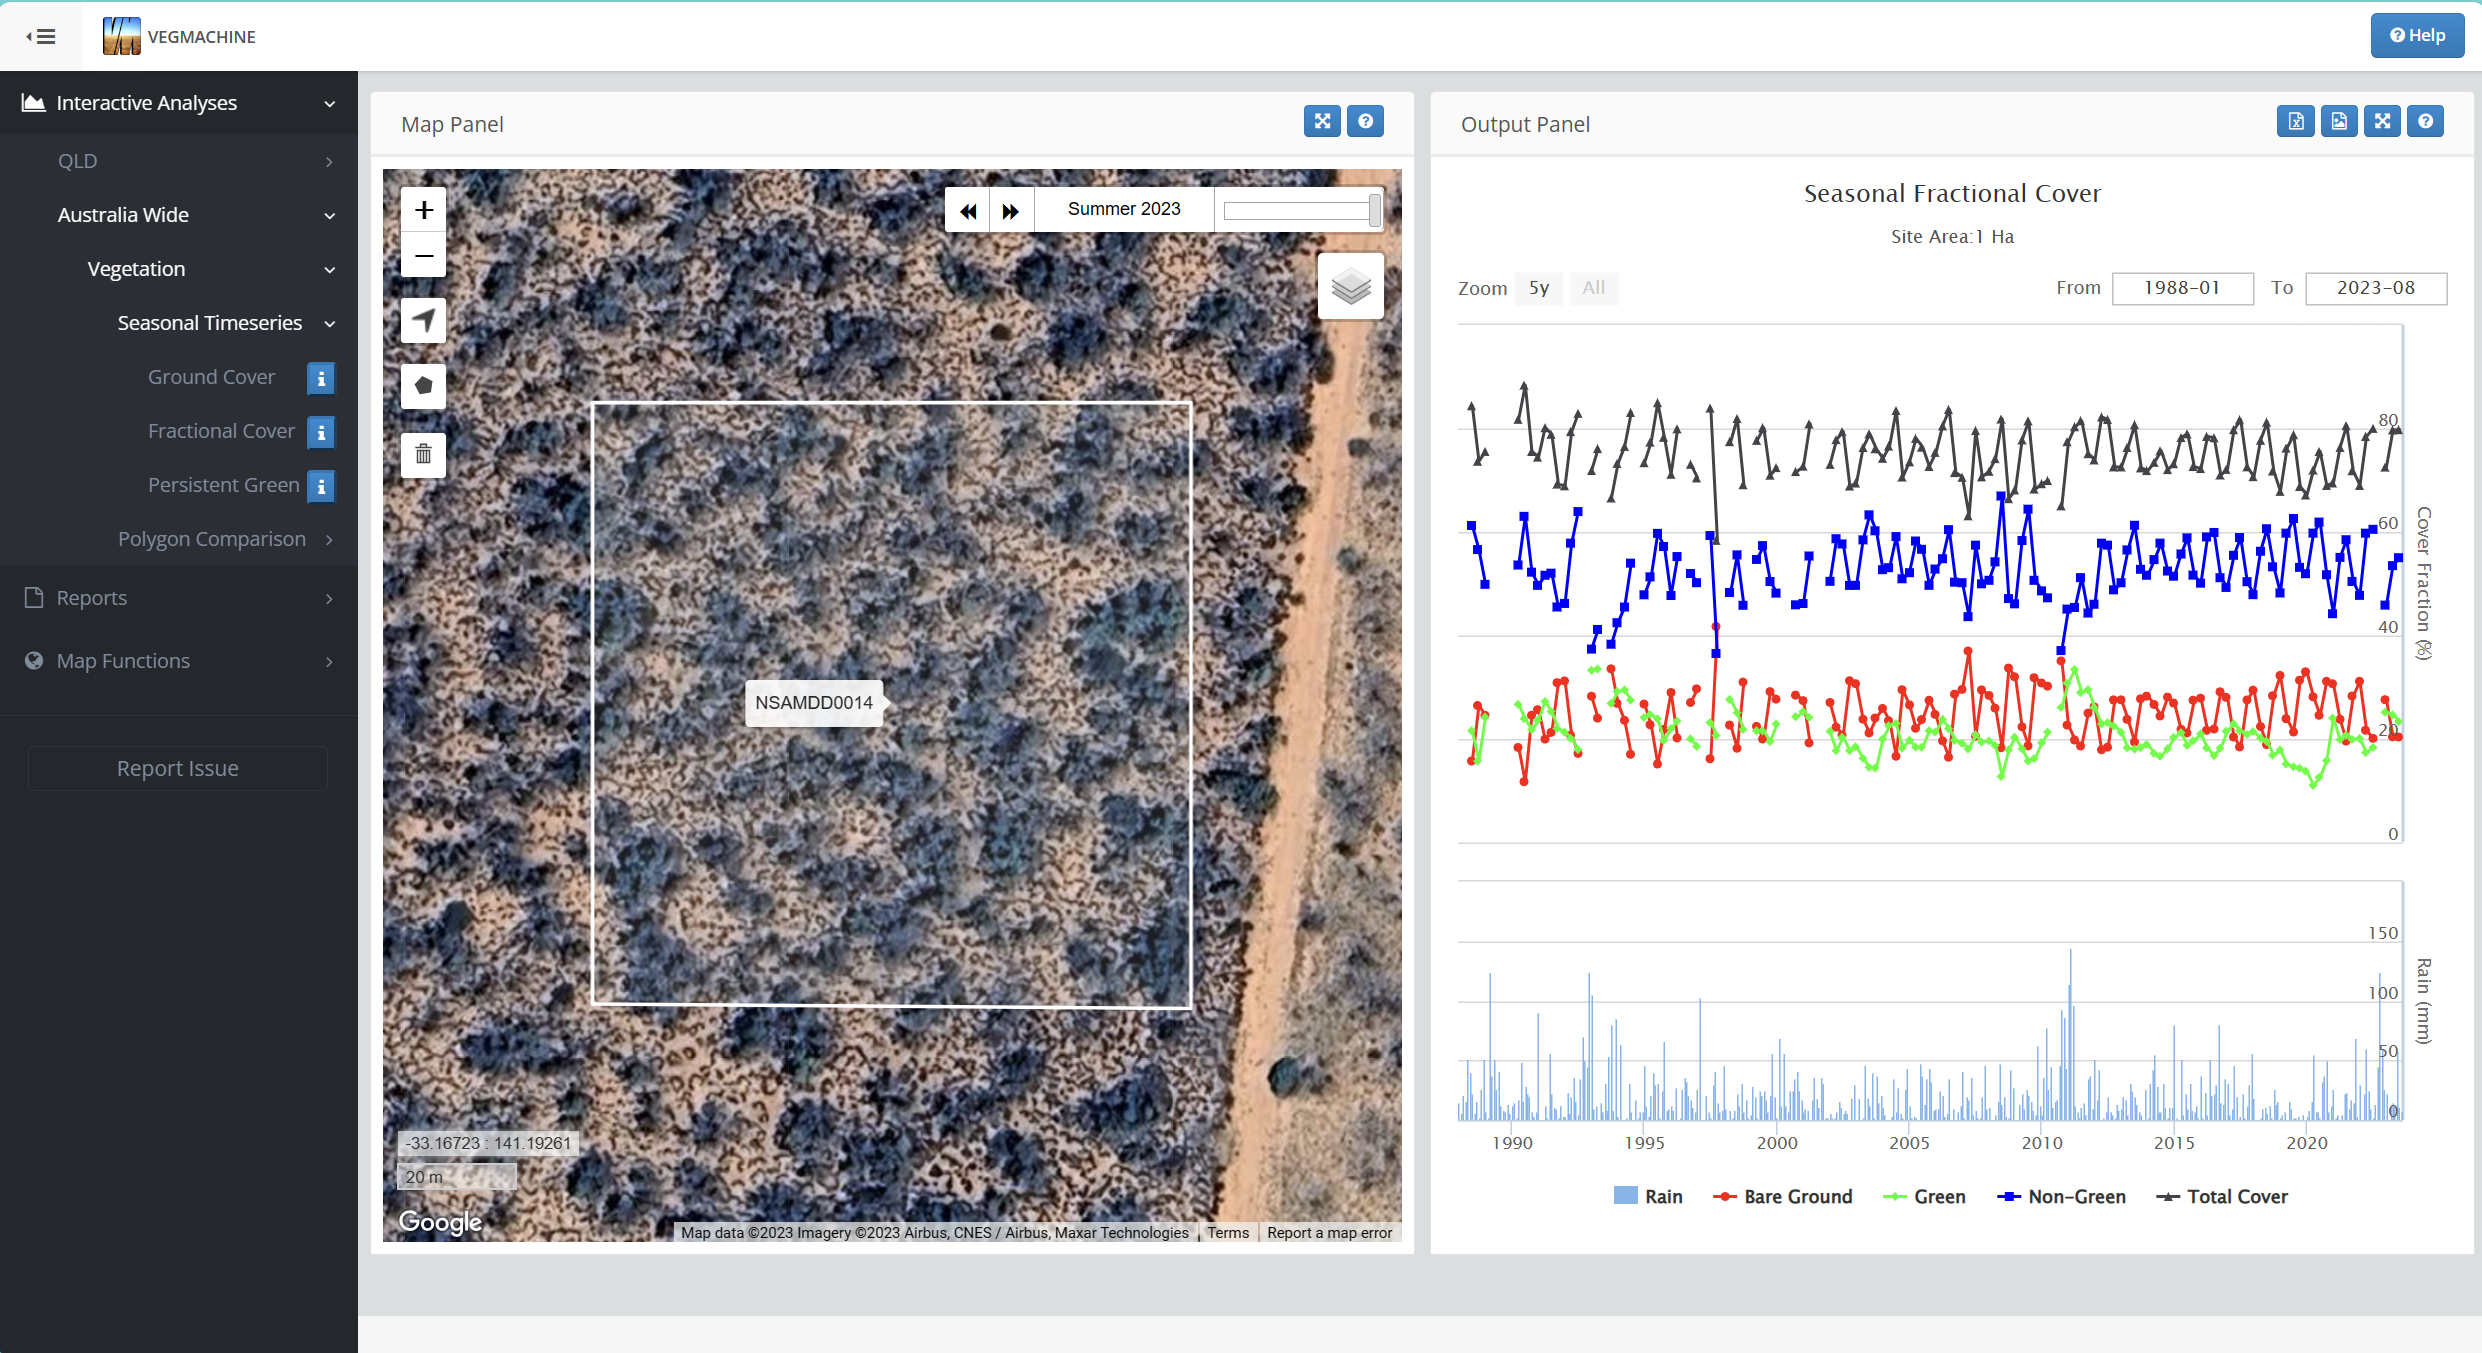 VEGMACHINE
Help
Interactive Analyses
QLD
Australia Wide
Vegetation
Seasonal Timeseries
Ground Cover
Fractional Cover
Persistent Green
Polygon Comparison
Reports
Map Functions
Report Issue
Map Panel
+
−
Summer 2023
NSAMDD0014
-33.16723 : 141.19261
20 m
Google
Map data ©2023 Imagery ©2023 Airbus, CNES / Airbus, Maxar Technologies
Terms
Report a map error
Output Panel
Seasonal Fractional Cover
Site Area:1 Ha
Zoom 5y All
From 1988-01 To 2023-08
80
60
40
20
0
Cover Fraction (%)
150
100
50
0
Rain (mm)
1990 1995 2000 2005 2010 2015 2020
Rain Bare Ground Green Non-Green Total Cover